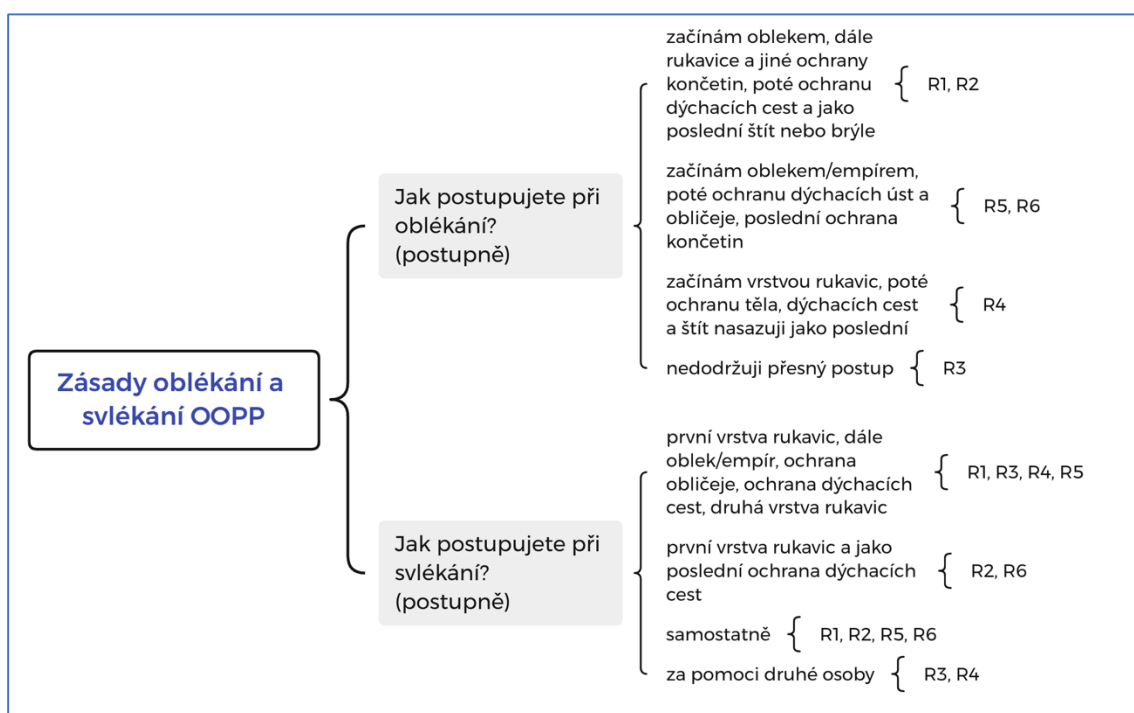 Zásady oblékání a
svlékání OOPP
Jak postupujete při
oblékání?
(postupně)
začínám oblekem, dále
rukavice a jiné ochrany
končetin, poté ochranu
dýchacích cest a jako
poslední štít nebo brýle
R1, R2
začínám oblekem/empírem,
poté ochranu dýchacích úst a
obličeje, poslední ochrana
končetin
R5, R6
začínám vrstvou rukavic, poté
ochranu těla, dýchacích cest
a štít nasazuji jako poslední
R4
nedodržuji přesný postup
R3
Jak postupujete při
svlékání?
(postupně)
první vrstva rukavic, dále
oblek/empír, ochrana
obličeje, ochrana dýchacích
cest, druhá vrstva rukavic
R1, R3, R4, R5
první vrstva rukavic a jako
poslední ochrana dýchacích
cest
R2, R6
samostatně
R1, R2, R5, R6
za pomoci druhé osoby
R3, R4